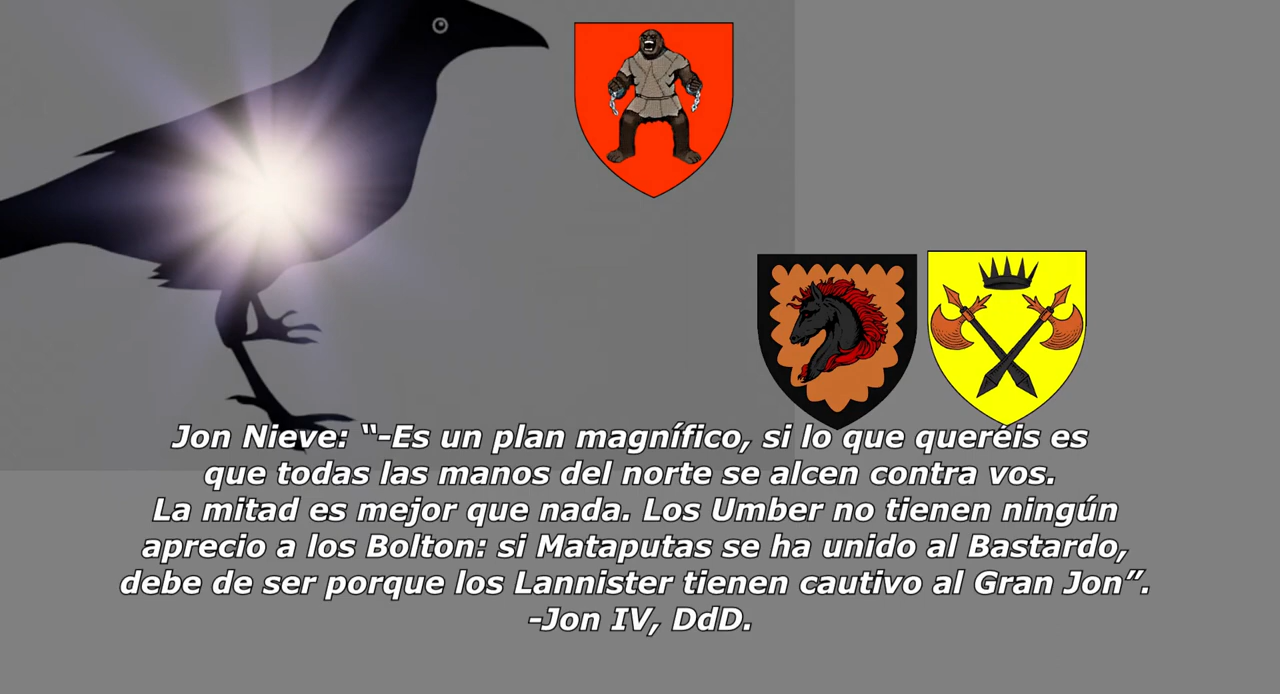 Jon Nieve: “-Es un plan magnífico, si lo que queréis es
que todas las manos del norte se alcen contra vos.
La mitad es mejor que nada. Los Umber no tienen ningún
aprecio a los Bolton: si Mataputas se ha unido al Bastardo,
debe de ser porque los Lannister tienen cautivo al Gran Jon”.
-Jon IV, DdD.